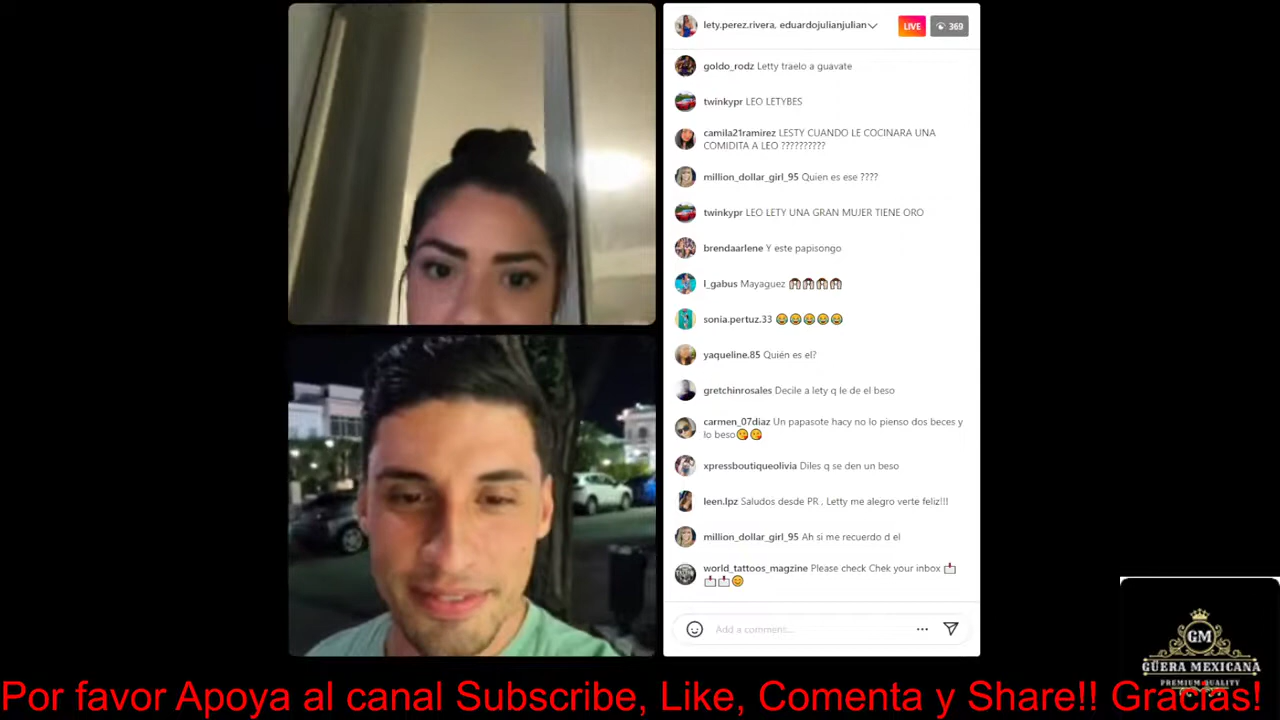 lety.perez.rivera, eduardojulianjulian
LIVE
369
goldo_rodz Letty traelo a guavate
twinkypr LEO LETYBES
camila21ramirez LESTY CUANDO LE COCINARA UNA
COMIDITA A LEO ??????????
million_dollar_girl_95 Quien es ese ????
twinkypr LEO LETY UNA GRAN MUJER TIENE ORO
brendaarlene Y este papisongo
l_gabus Mayaguez
sonia.pertuz.33 😂😂😂😂😂
yaqueline.85 Quién es el?
gretchinrosales Decile a lety q le de el beso
carmen_07diaz Un papasote hacy no lo pienso dos beces y
lo beso😋😋
xpressboutiqueolivia Diles q se den un beso
leen.lpz Saludos desde PR , Letty me alegro verte feliz!!!
million_dollar_girl_95 Ah si me recuerdo d el
world_tattoos_magzine Please check Chek your inbox 📩
📩📩😊
Add a comment...
GM
GÜERA MEXICANA
PREMIUM QUALITY
Por favor Apoya al canal Subscribe, Like, Comenta y Share!! Gracias!